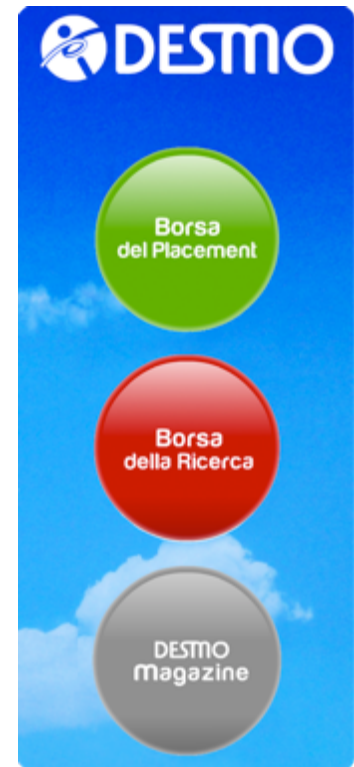 DESMO
Borsa
del Placement
Borsa
della Ricerca
DESMO
Magazine